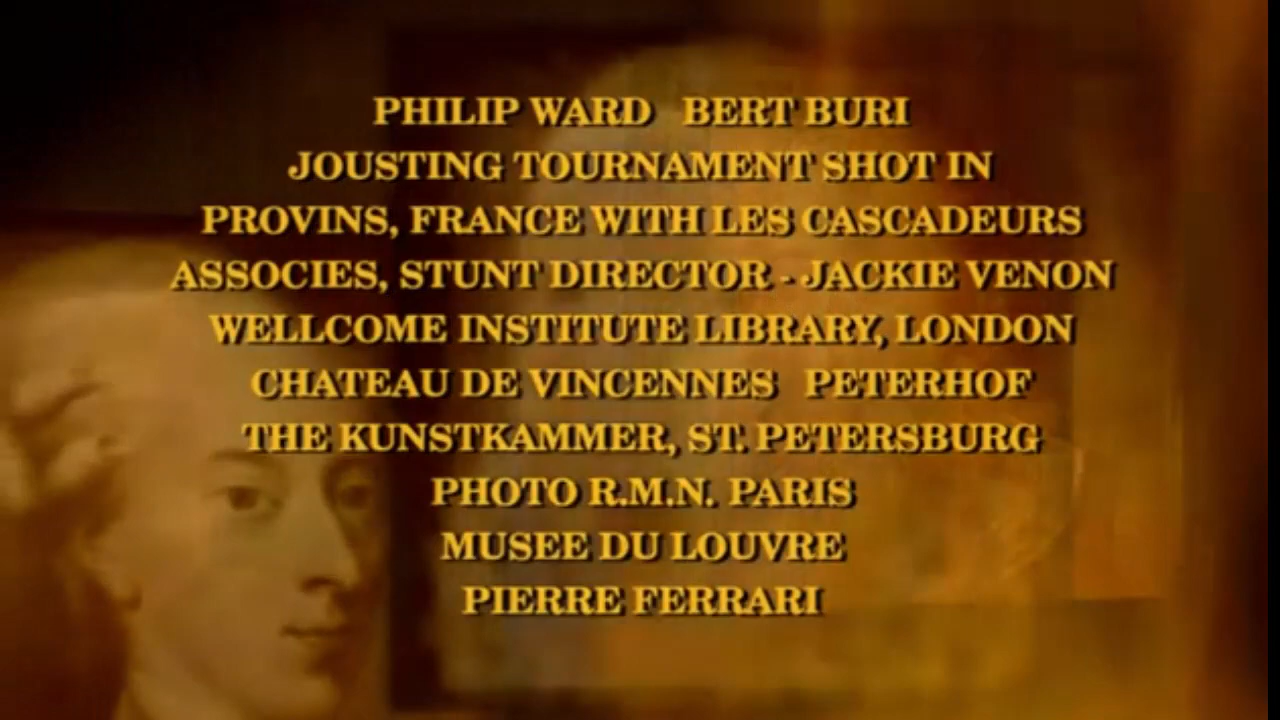 PHILIP WARD BERT BURI
JOUSTING TOURNAMENT SHOT IN
PROVINS, FRANCE WITH LES CASCADEURS
ASSOCIES, STUNT DIRECTOR - JACKIE VENON
WELLCOME INSTITUTE LIBRARY, LONDON
CHATEAU DE VINCENNES PETERHOF
THE KUNSTKAMMER, ST. PETERSBURG
PHOTO R.M.N. PARIS
MUSEE DU LOUVRE
PIERRE FERRARI